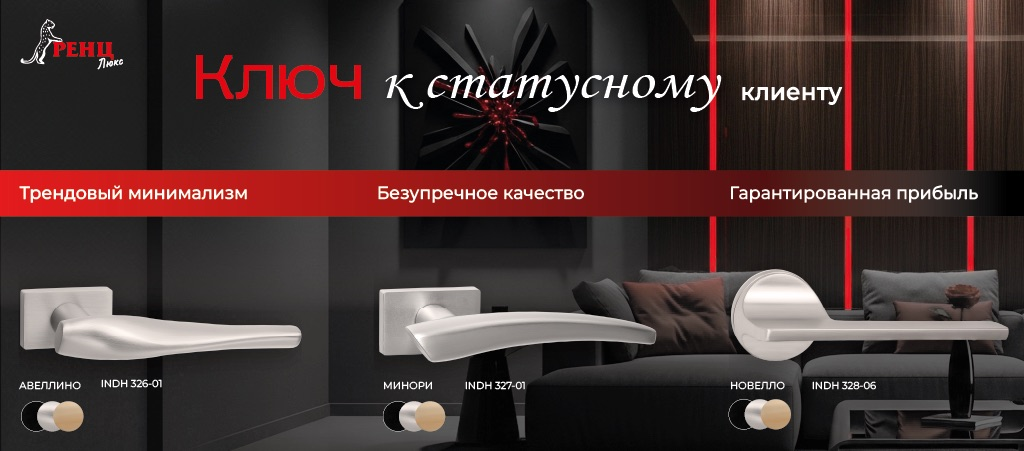 РЕНЦ
Люкс
Ключ к статусному клиенту
Трендовый минимализм Безупречное качество Гарантированная прибыль
АВЕЛЛИНО INDH 326-01 МИНОРИ INDH 327-01 НОВЕЛЛО INDH 328-06